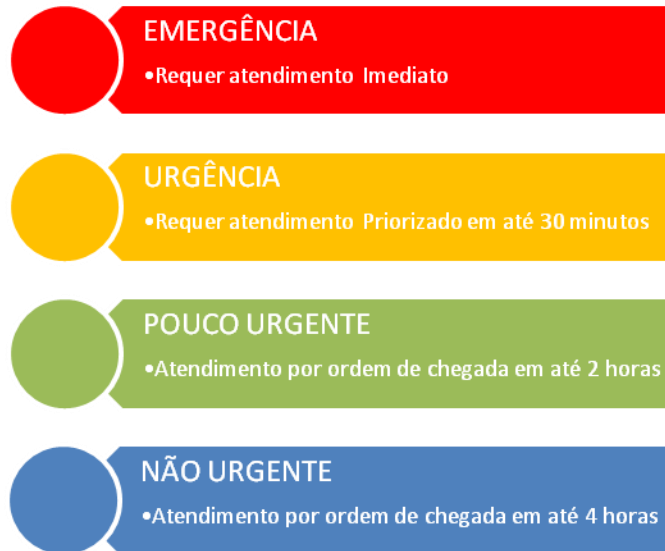 EMERGÊNCIA
•Requer atendimento Imediato
URGÊNCIA
•Requer atendimento Priorizado em até 30 minutos
POUCO URGENTE
•Atendimento por ordem de chegada em até 2 horas
NÃO URGENTE
•Atendimento por ordem de chegada em até 4 horas